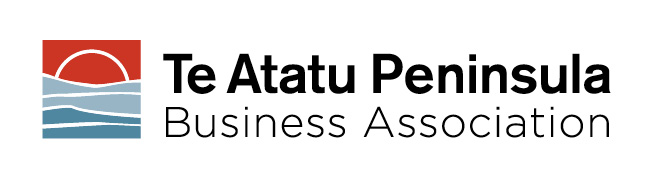 Te Atatu Peninsula
Business Association